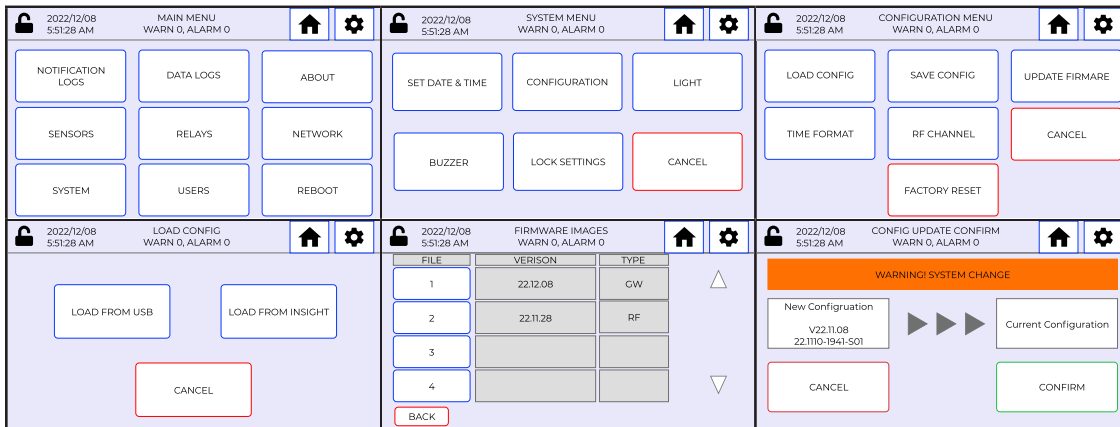 2022/12/08
5:51:28 AM
MAIN MENU
WARN 0, ALARM 0
NOTIFICATION
LOGS
DATA LOGS
ABOUT
SENSORS
RELAYS
NETWORK
SYSTEM
USERS
REBOOT
2022/12/08
5:51:28 AM
SYSTEM MENU
WARN 0, ALARM 0
SET DATE & TIME
CONFIGURATION
LIGHT
BUZZER
LOCK SETTINGS
CANCEL
2022/12/08
5:51:28 AM
CONFIGURATION MENU
WARN 0, ALARM 0
LOAD CONFIG
SAVE CONFIG
UPDATE FIRMARE
TIME FORMAT
RF CHANNEL
CANCEL
FACTORY RESET
2022/12/08
5:51:28 AM
LOAD CONFIG
WARN 0, ALARM 0
LOAD FROM USB
LOAD FROM INSIGHT
CANCEL
2022/12/08
5:51:28 AM
FIRMWARE IMAGES
WARN 0, ALARM 0
FILE VERISON TYPE
1 22.12.08 GW
2 22.11.28 RF
3
4
BACK
2022/12/08
5:51:28 AM
CONFIG UPDATE CONFIRM
WARN 0, ALARM 0
WARNING! SYSTEM CHANGE
New Configruation
V22.11.08
22.1110-1941-S01
Current Configuration
CANCEL
CONFIRM